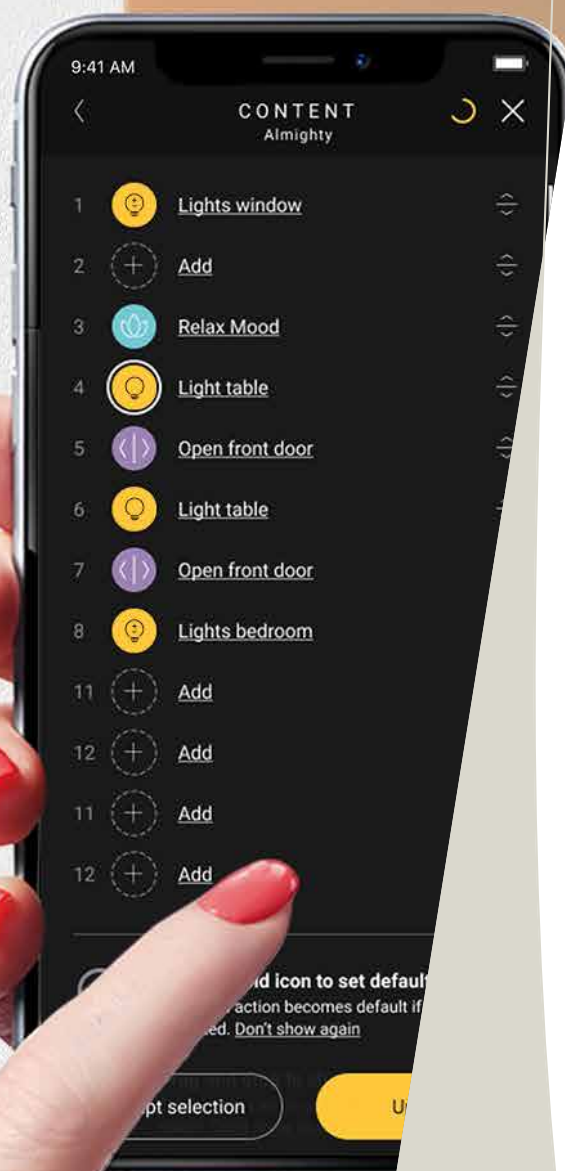 9:41 AM
CONTENT
Almighty
1 Lights window
2 Add
3 Relax Mood
4 Light table
5 Open front door
6 Light table
7 Open front door
8 Lights bedroom
11 Add
12 Add
11 Add
12 Add
icon to set default
action becomes default if
Don't show again
selection